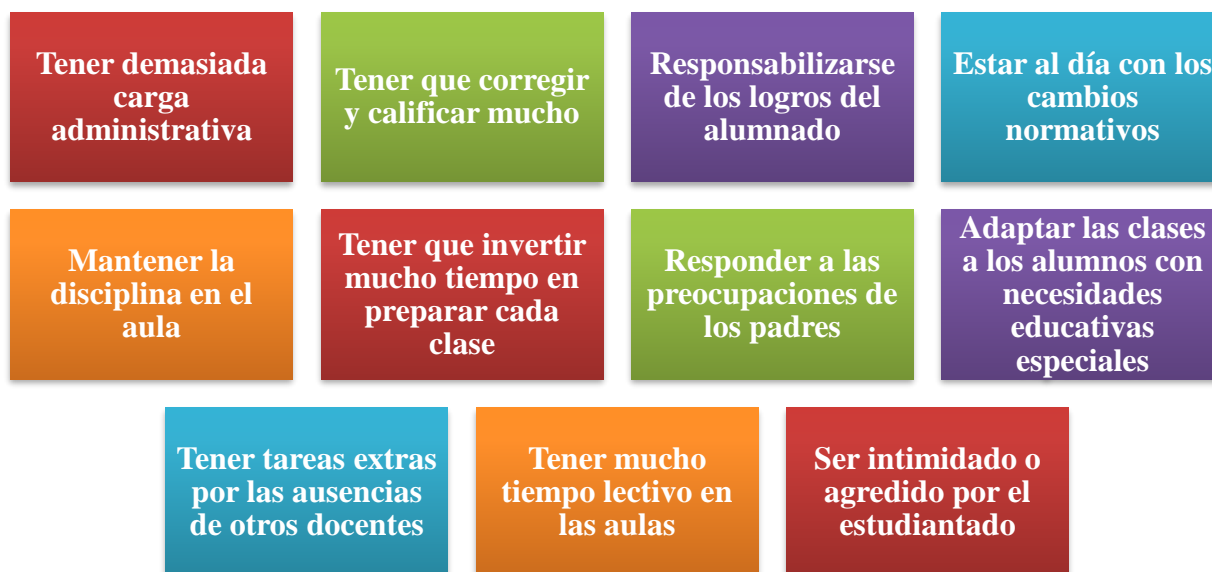 Tener demasiada
carga
administrativa
Tener que corregir
y calificar mucho
Responsabilizarse
de los logros del
alumnado
Estar al día con los
cambios
normativos
Mantener la
disciplina en el
aula
Tener que invertir
mucho tiempo en
preparar cada
clase
Responder a las
preocupaciones de
los padres
Adaptar las clases
a los alumnos con
necesidades
educativas
especiales
Tener tareas extras
por las ausencias
de otros docentes
Tener mucho
tiempo lectivo en
las aulas
Ser intimidado o
agredido por el
estudiantado